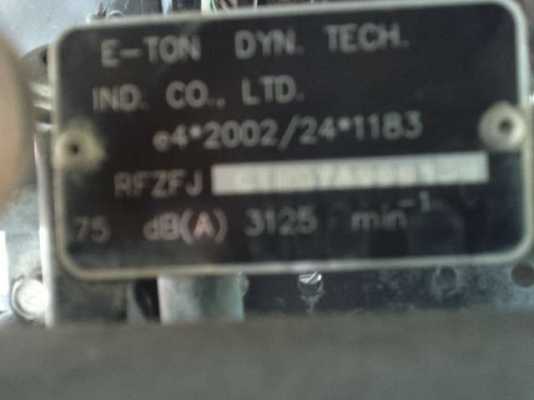 E-TON DYN. TECH.
IND. CO., LTD.
e4*2002/24*1183
RFZFJ
75 dB(A) 3125 min-1